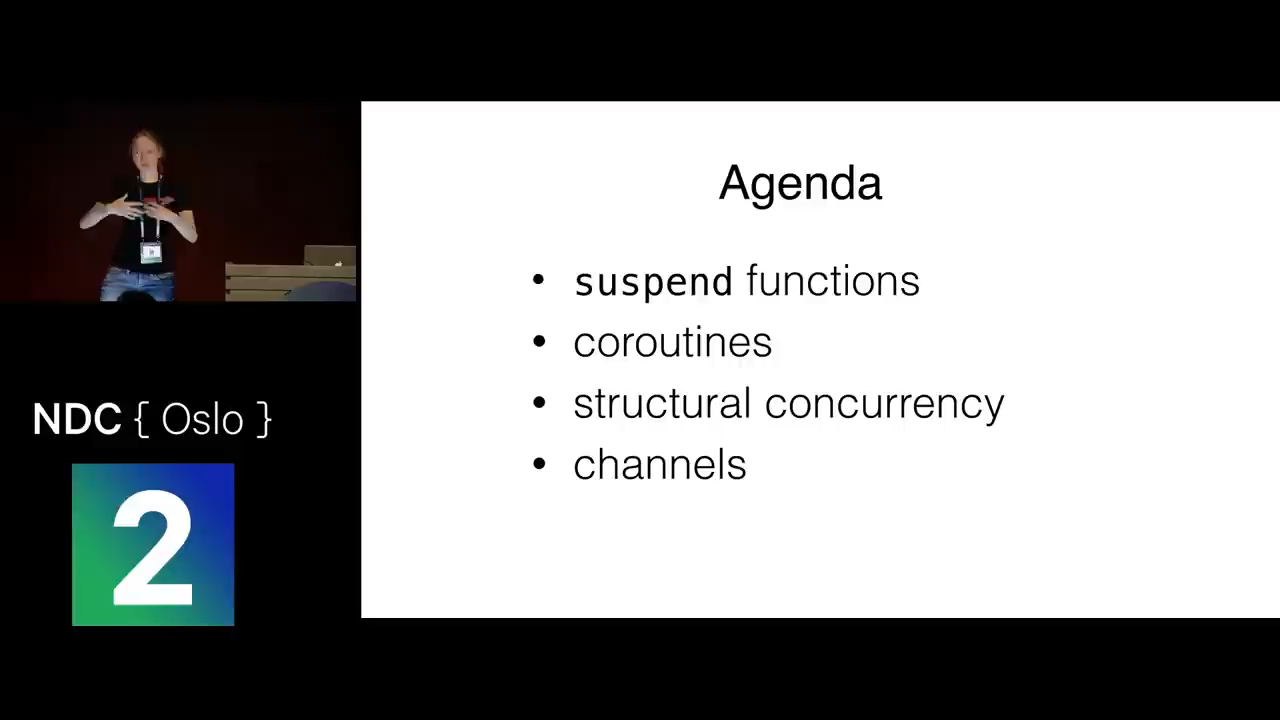 Agenda
• suspend functions
• coroutines
• structural concurrency
• channels
NDC { Oslo }
2